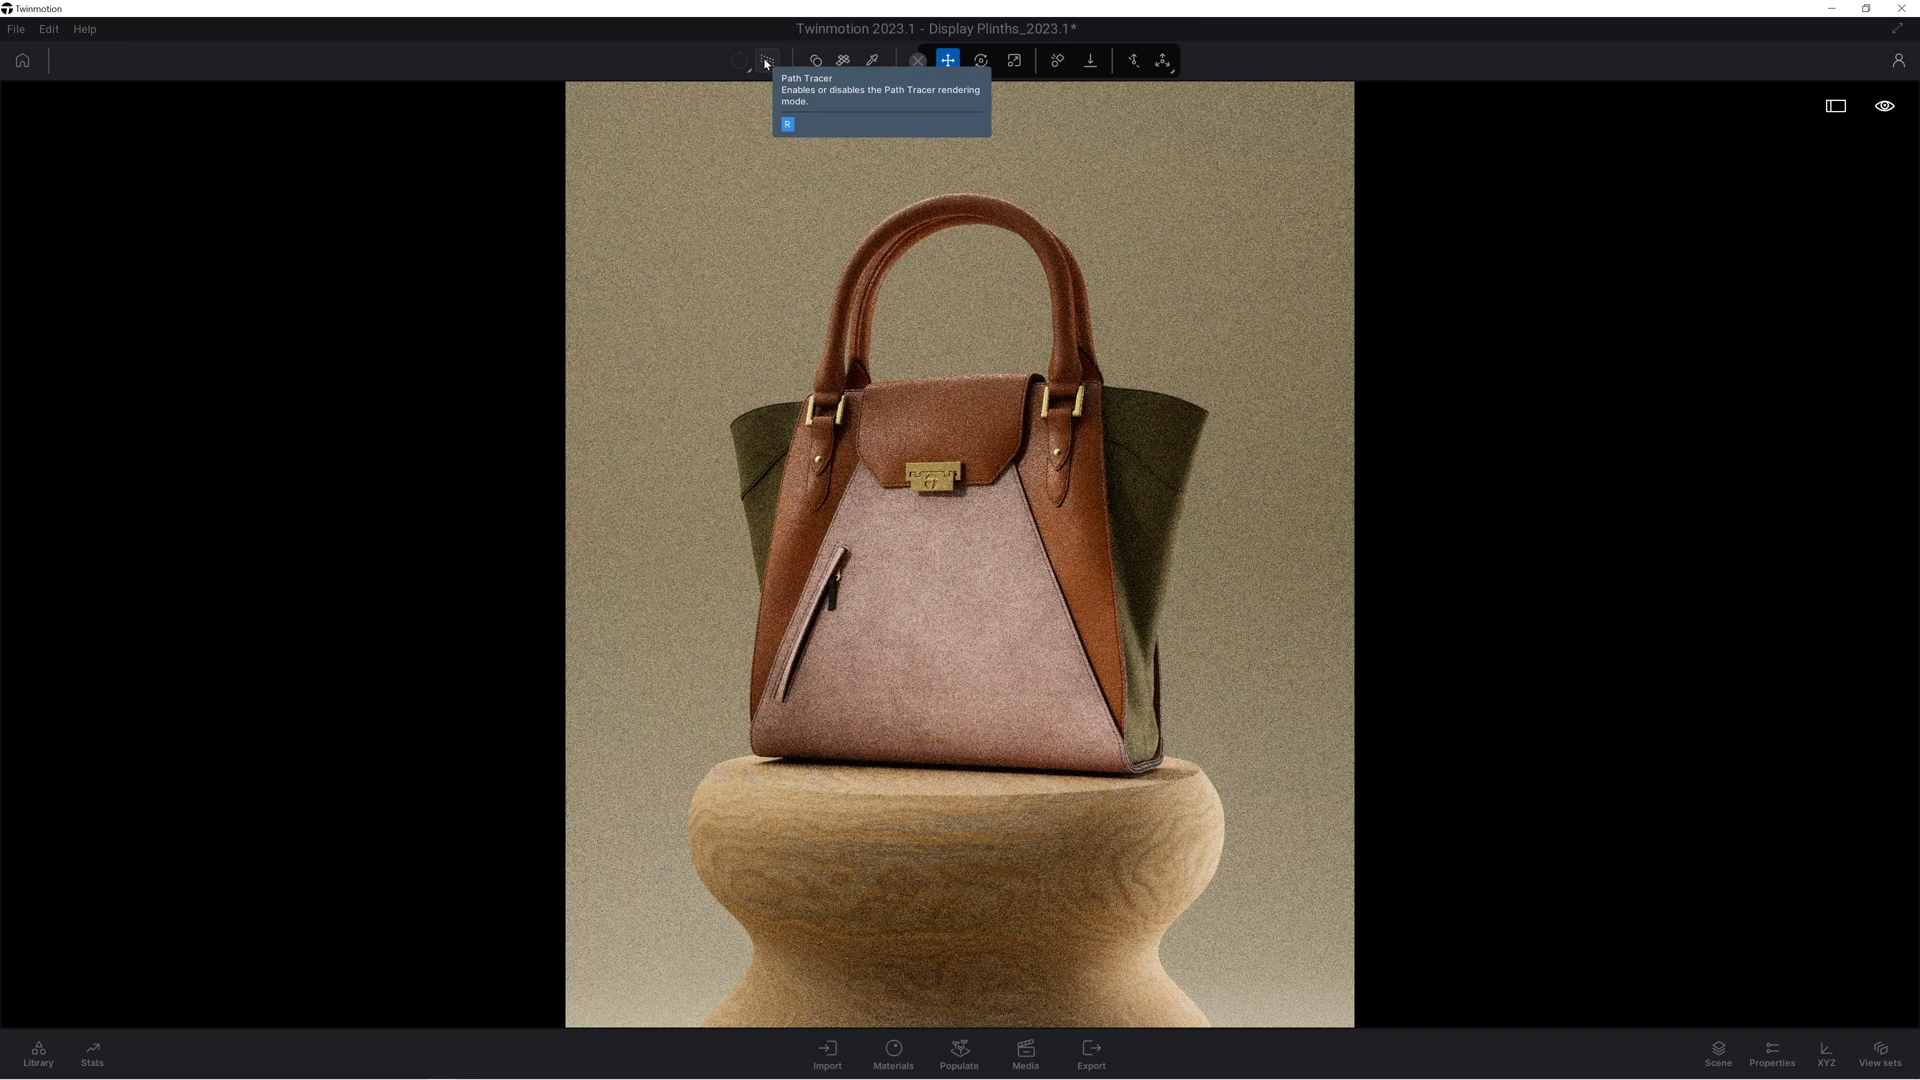 Twinmotion
File Edit Help
Twinmotion 2023.1 - Display Plinths_2023.1*
Path Tracer
Enables or disables the Path Tracer rendering
mode.
R
Library Stats Import Materials Populate Media Export Scene Properties XYZ View sets